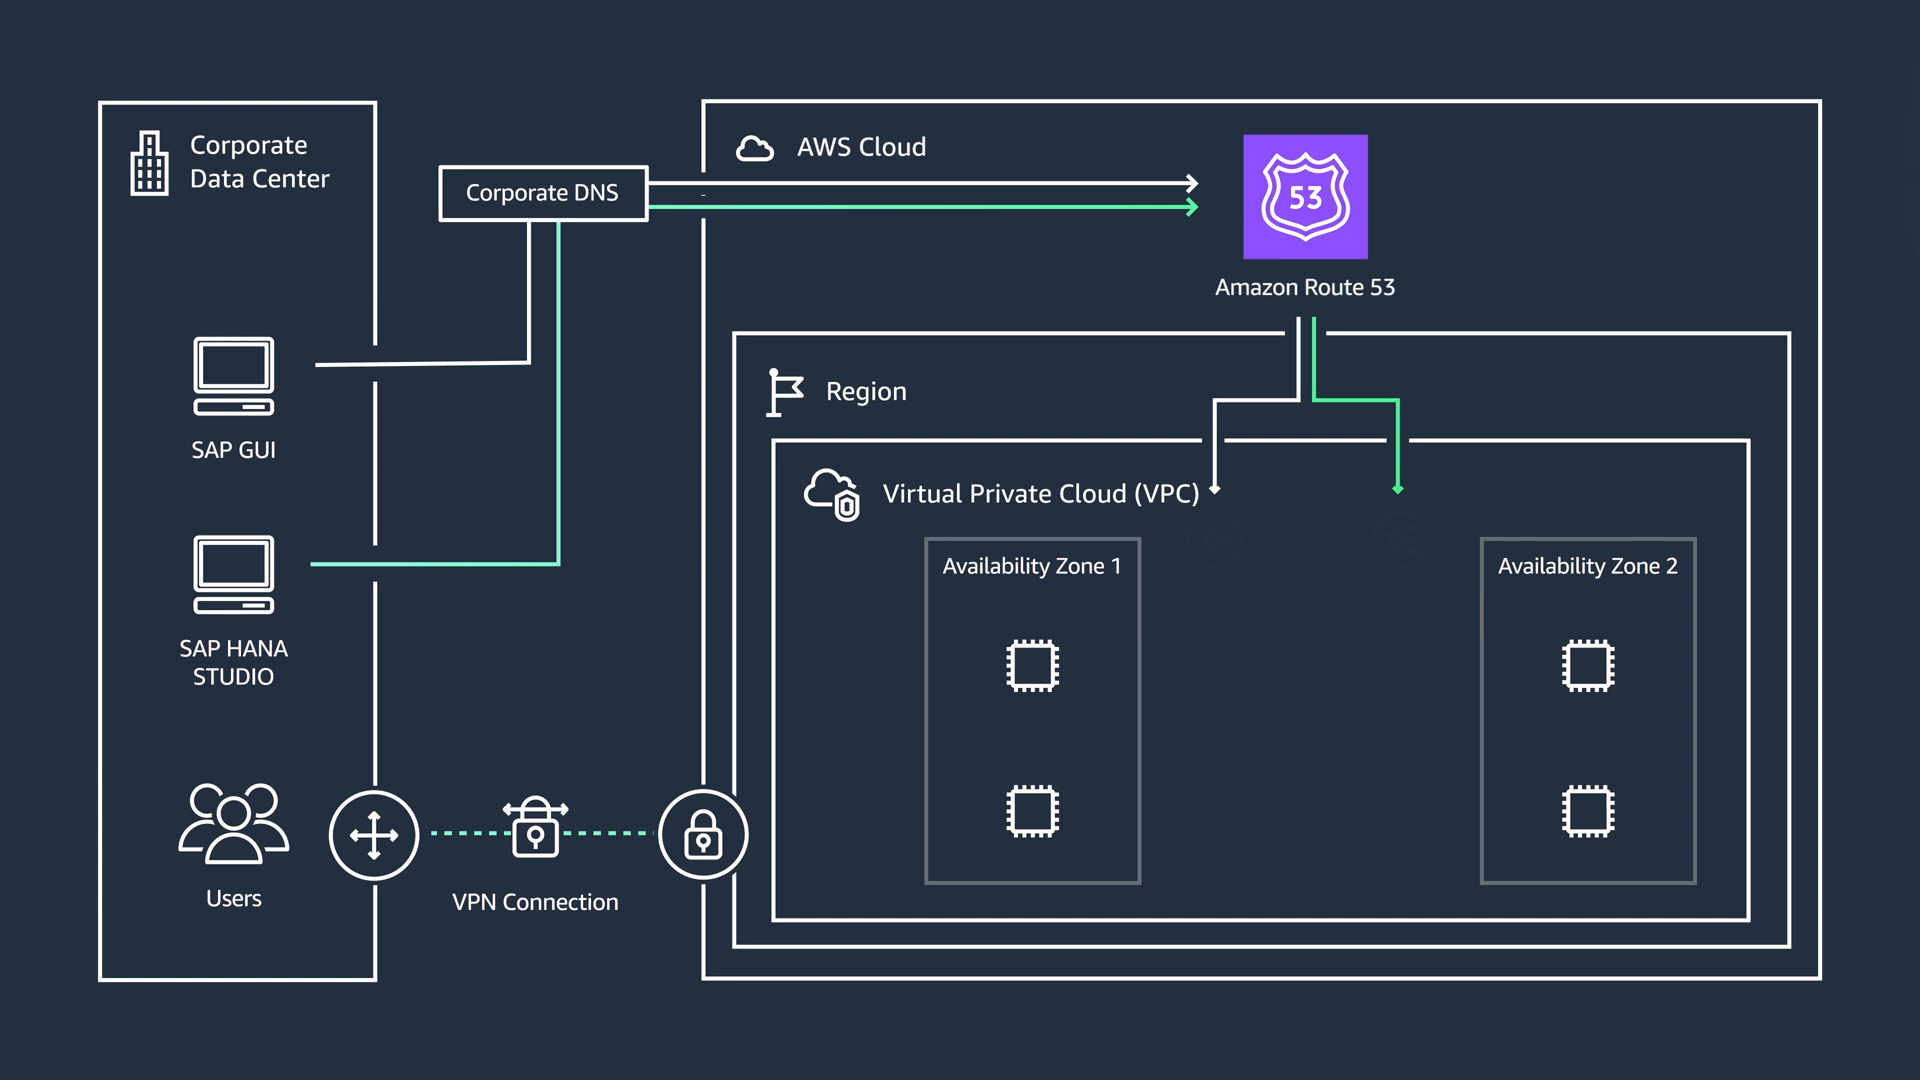 Corporate
Data Center
AWS Cloud
Corporate DNS
53
Amazon Route 53
Region
SAP GUI
Virtual Private Cloud (VPC)
Availability Zone 1
Availability Zone 2
SAP HANA
STUDIO
Users
VPN Connection